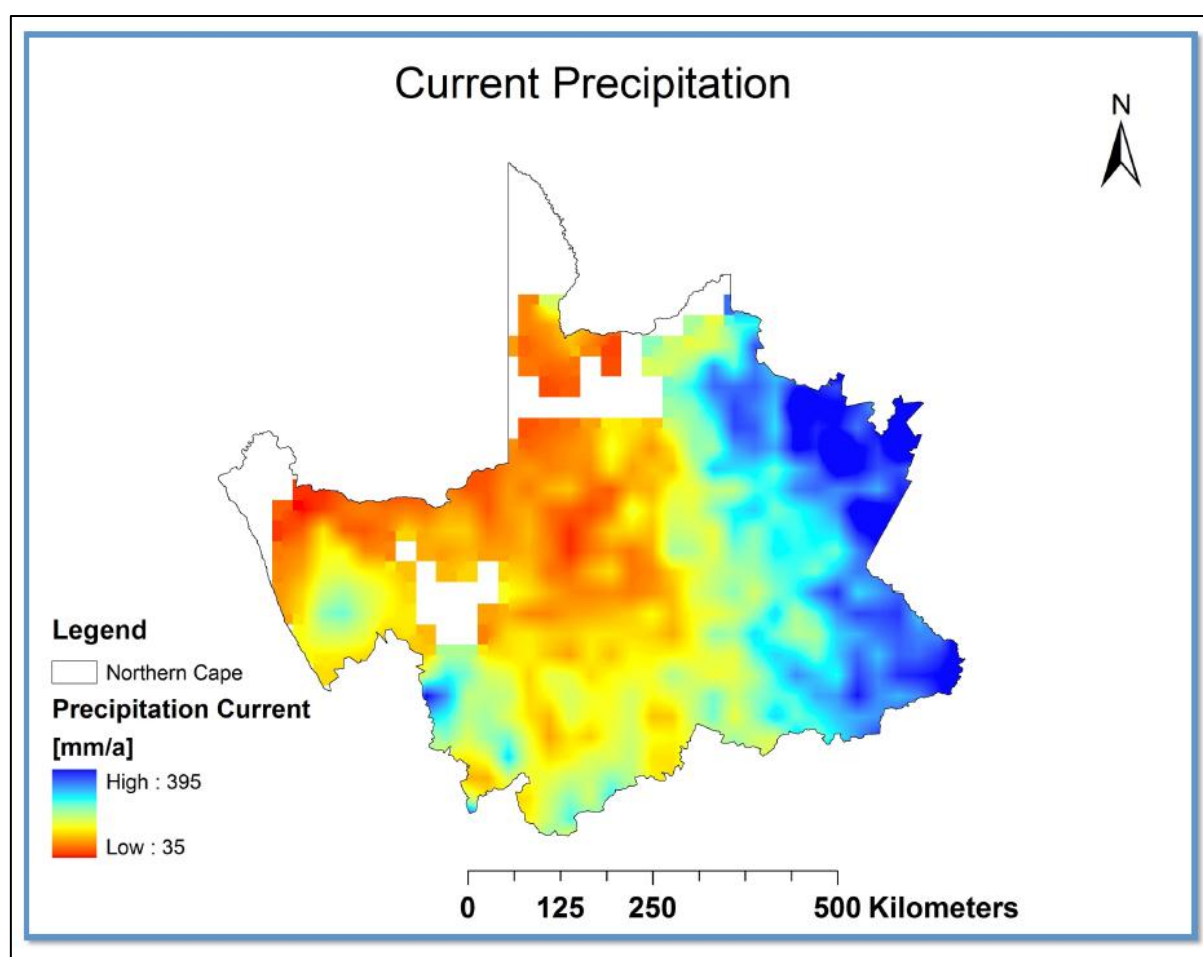 Current Precipitation
N
Legend
Northern Cape
Precipitation Current
[mm/a]
High : 395
Low : 35
0 125 250 500 Kilometers